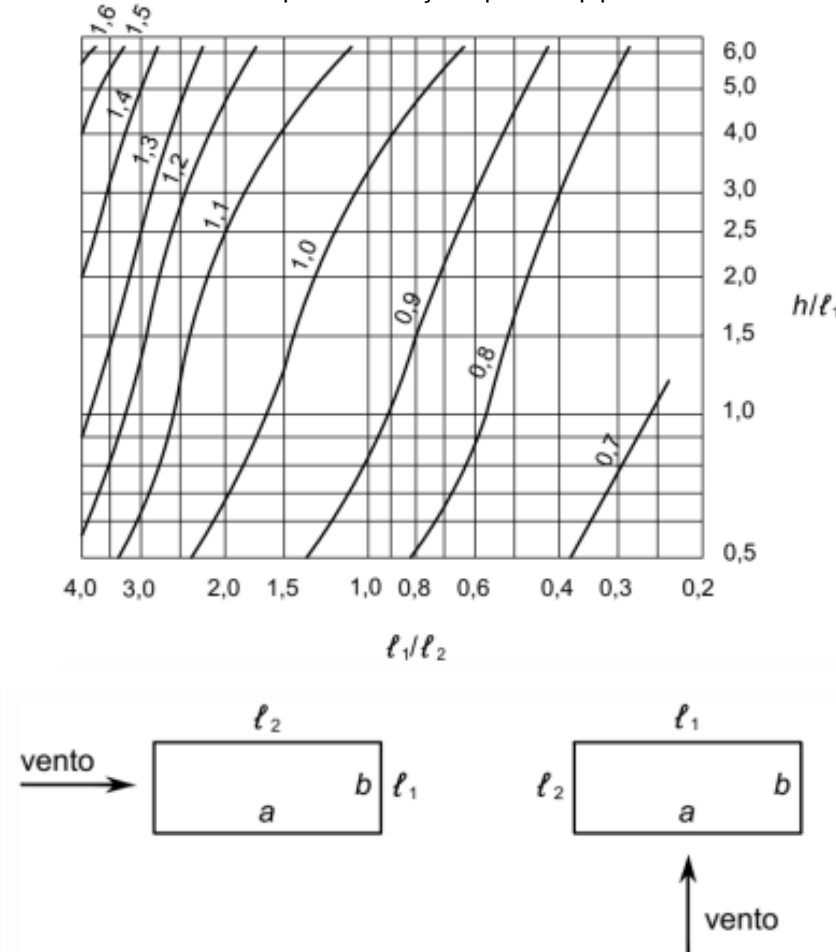 1,6 1,5
1,4
1,3
1,2
1,1
1,0
0,9
0,8
0,7
6,0
5,0
4,0
3,0
2,5
2,0
1,5
1,0
0,5
h/ℓ₁
4,0 3,0 2,0 1,5 1,0 0,8 0,6 0,4 0,3 0,2
ℓ₁/ℓ₂
ℓ₂
vento
b ℓ₁
a
ℓ₁
ℓ₂
b
a
vento